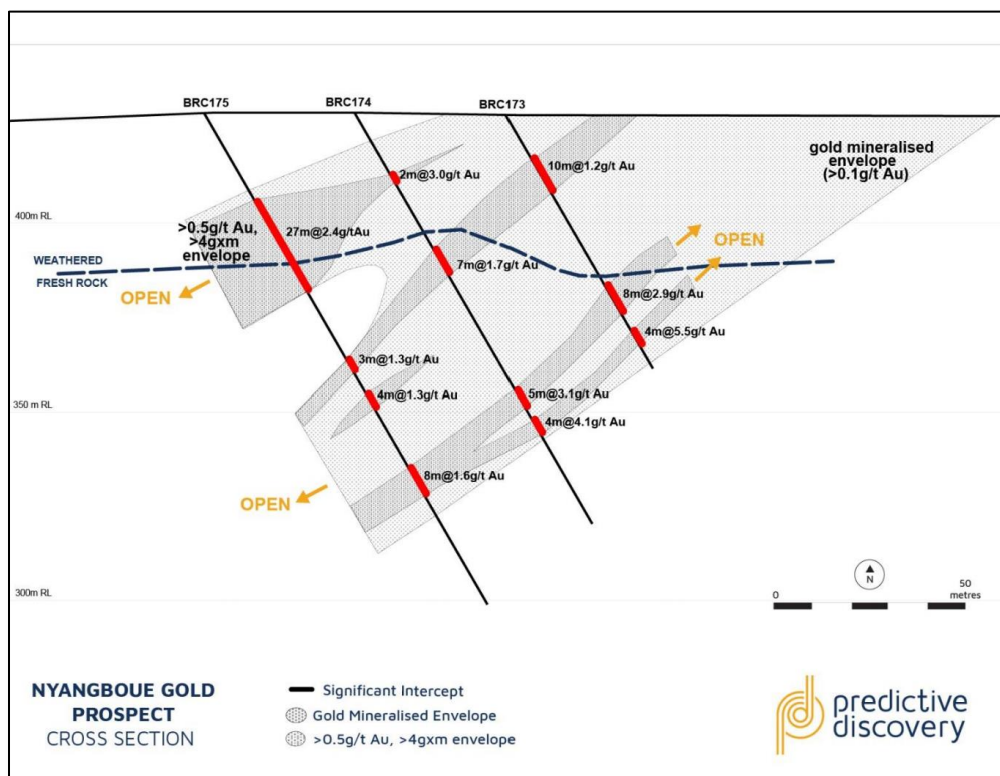 BRC175
BRC174
BRC173
2m@3.0g/t Au
10m@1.2g/t Au
gold mineralised
envelope
(>0.1g/t Au)
400m RL
>0.5g/t Au,
>4gxm
envelope
27m@2.4g/tAu
OPEN
WEATHERED
FRESH ROCK
7m@1.7g/t Au
OPEN
8m@2.9g/t Au
4m@5.5g/t Au
3m@1.3g/t Au
4m@1.3g/t Au
5m@3.1g/t Au
350 m RL
4m@4.1g/t Au
8m@1.6g/t Au
OPEN
300m RL
N
0
50
metres
NYANGBOUE GOLD
PROSPECT
CROSS SECTION
Significant Intercept
Gold Mineralised Envelope
>0.5g/t Au, >4gxm envelope
predictive
discovery